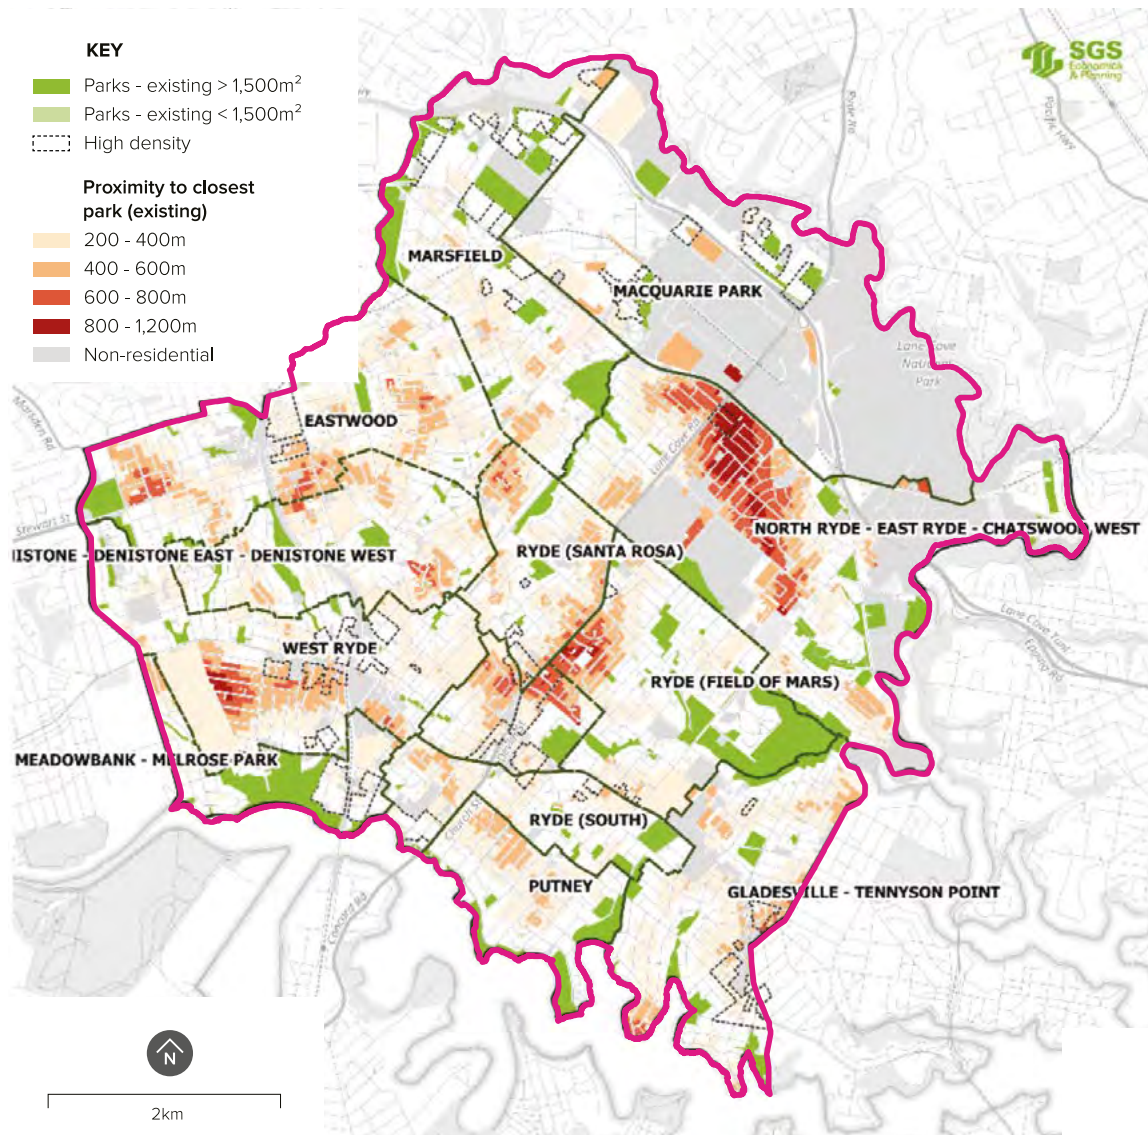 KEY
Parks - existing > 1,500m²
Parks - existing < 1,500m²
High density
Proximity to closest
park (existing)
200 - 400m
400 - 600m
600 - 800m
800 - 1,200m
Non-residential
SGS
Economics
& Planning
Pacific Hwy
MARSFIELD
MACQUARIE PARK
Lane Cove
National
Park
Marsden Rd
EASTWOOD
Lane Cove Rd
Stewart St
NISTONE - DENISTONE EAST - DENISTONE WEST
RYDE (SANTA ROSA)
NORTH RYDE - EAST RYDE - CHATSWOOD WEST
Lane Cove Tunl
Epping Rd
WEST RYDE
RYDE (FIELD OF MARS)
MEADOWBANK - MELROSE PARK
Church St
RYDE (SOUTH)
PUTNEY
GLADESVILLE - TENNYSON POINT
Concord Rd
N
2km